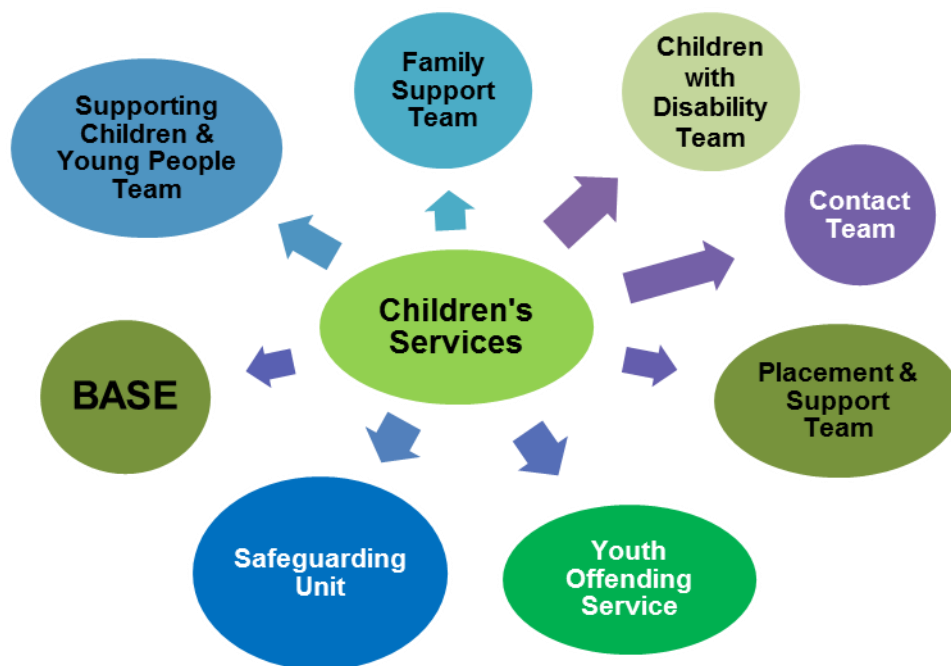 Family
Support
Team
Children
with
Disability
Team
Supporting
Children &
Young People
Team
Contact
Team
Children's
Services
BASE
Placement &
Support
Team
Safeguarding
Unit
Youth
Offending
Service